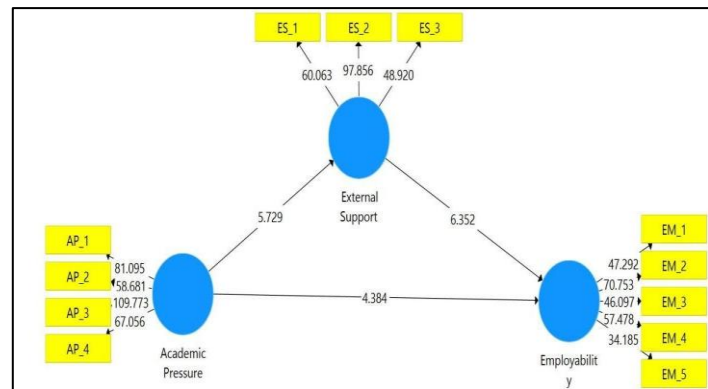 ES_1
ES_2
ES_3
60.063
97.856
48.920
External
Support
5.729
6.352
AP_1
AP_2
AP_3
AP_4
81.095
58.681
109.773
67.056
Academic
Pressure
4.384
EM_1
EM_2
EM_3
EM_4
EM_5
47.292
70.753
46.097
57.478
34.185
Employabilit
y